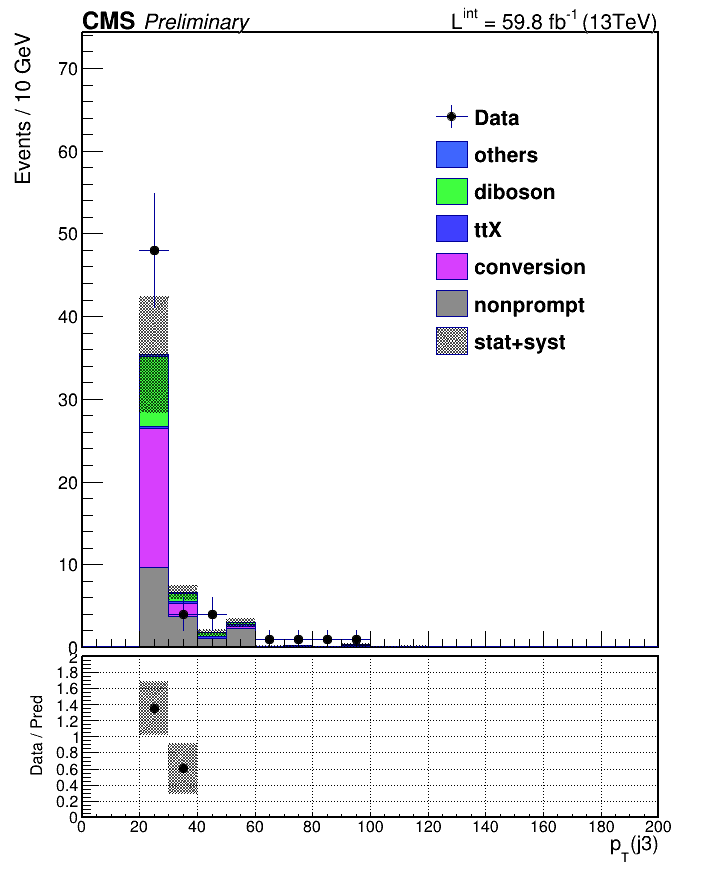 CMS Preliminary
L^int = 59.8 fb^-1 (13TeV)
Events / 10 GeV
70
60
50
40
30
20
10
0
Data
others
diboson
ttX
conversion
nonprompt
stat+syst
Data / Pred
2
1.8
1.6
1.4
1.2
1
0.8
0.6
0.4
0.2
0
0 20 40 60 80 100 120 140 160 180 200
p_T(j3)